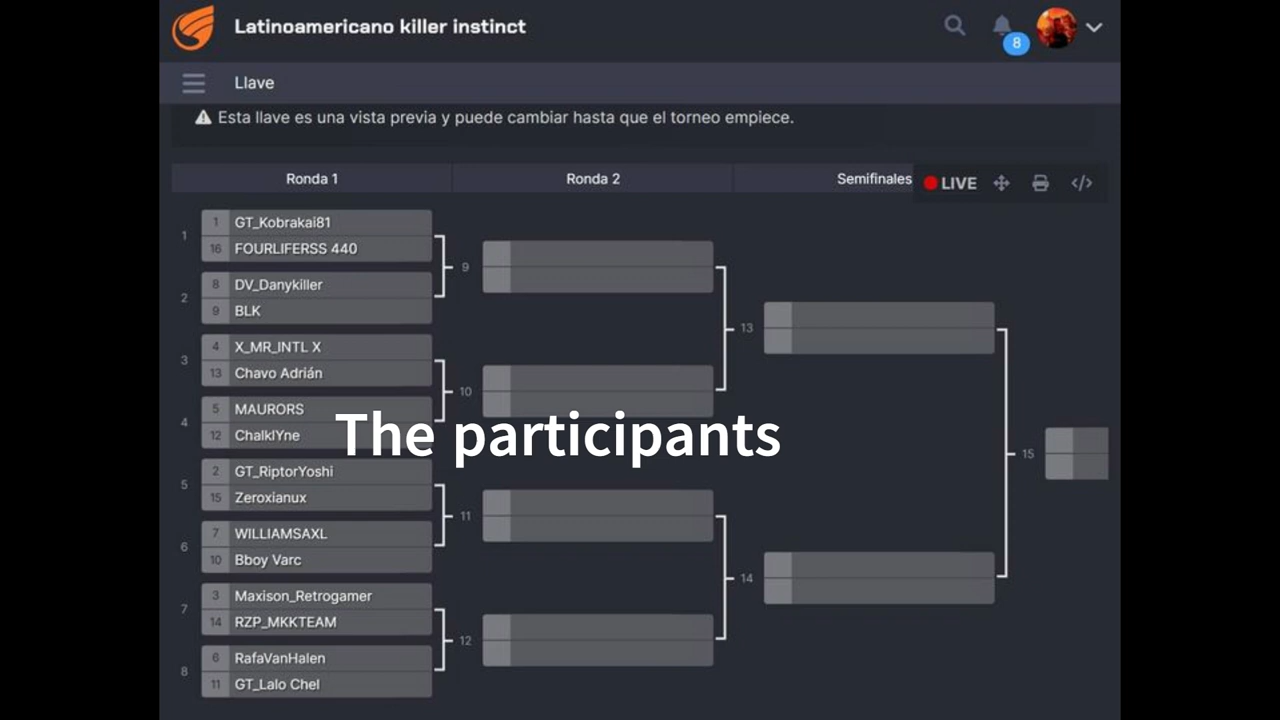 Latinoamericano killer instinct
8
Llave
Esta llave es una vista previa y puede cambiar hasta que el torneo empiece.
Ronda 1
Ronda 2
Semifinales
LIVE
1
1 GT_Kobrakai81
16 FOURLIFERSS 440
9
2
8 DV_Danykiller
9 BLK
13
3
4 X_MR_INTL X
13 Chavo Adrián
10
4
5 MAURORS
12 ChalklYne
The participants
15
5
2 GT_RiptorYoshi
15 Zeroxianux
11
6
7 WILLIAMSAXL
10 Bboy Varc
14
7
3 Maxison_Retrogamer
14 RZP_MKKTEAM
12
8
6 RafaVanHalen
11 GT_Lalo Chel